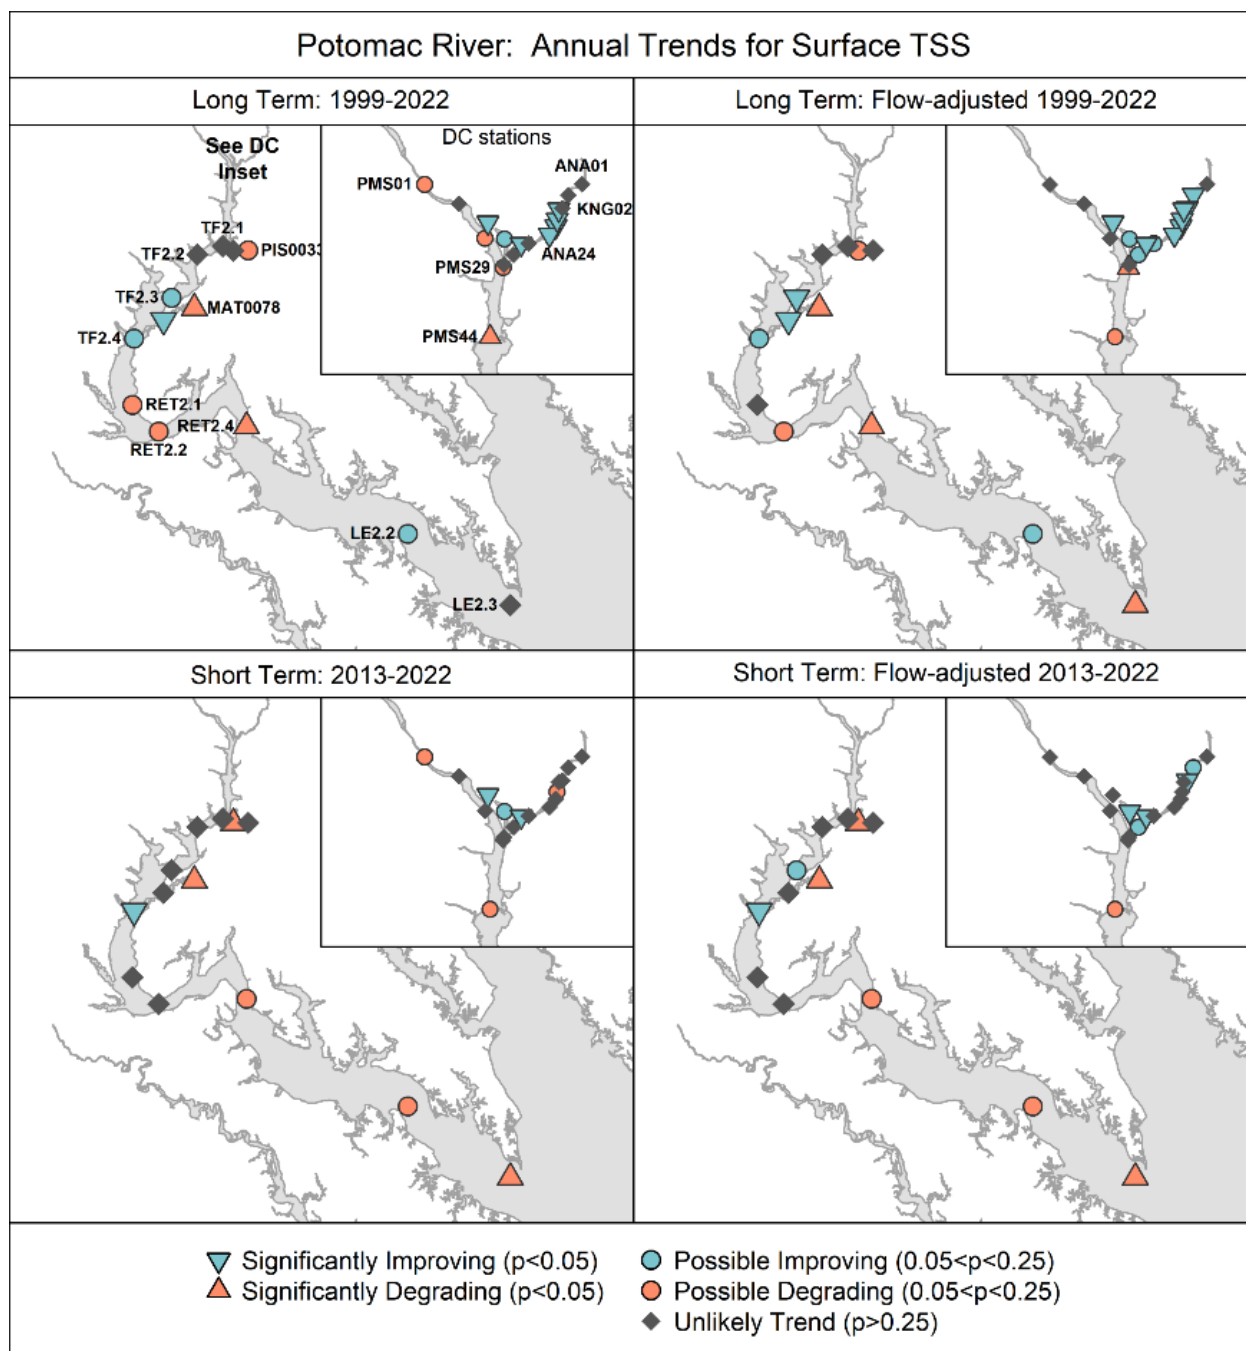 Potomac River: Annual Trends for Surface TSS
Long Term: 1999-2022
Long Term: Flow-adjusted 1999-2022
See DC
Inset
DC stations
PMS01
ANA01
KNG02
ANA24
PMS29
PMS44
TF2.1
TF2.2
PIS0033
TF2.3
MAT0078
TF2.4
RET2.1
RET2.4
RET2.2
LE2.2
LE2.3
Short Term: 2013-2022
Short Term: Flow-adjusted 2013-2022
Significantly Improving (p<0.05)
Possible Improving (0.05<p<0.25)
Significantly Degrading (p<0.05)
Possible Degrading (0.05<p<0.25)
Unlikely Trend (p>0.25)